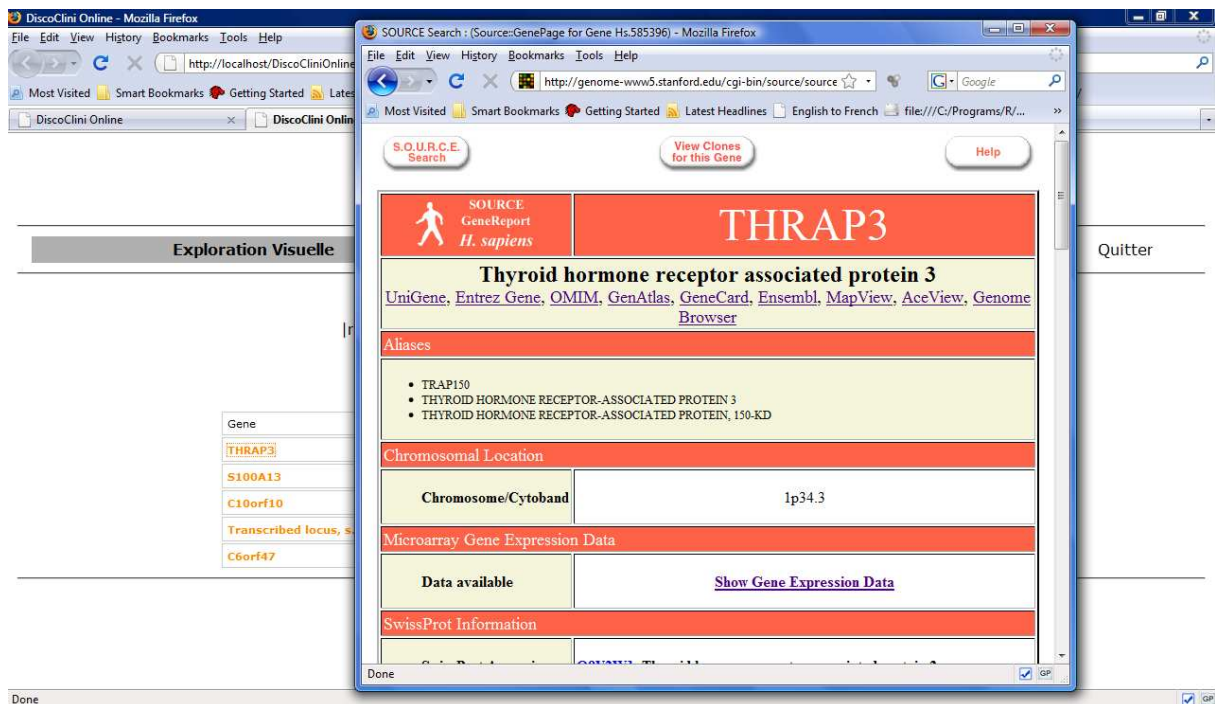 DiscoClini Online - Mozilla Firefox
File Edit View History Bookmarks Tools Help
http://localhost/DiscoCliniOnline
Most Visited Smart Bookmarks Getting Started
DiscoClini Online
DiscoClini Onlin
Exploration Visuelle
Quitter
Gene
THRAP3
S100A13
C10orf10
Transcribed locus, s
C6orf47
Done
GP
SOURCE Search : (Source::GenePage for Gene Hs.585396) - Mozilla Firefox
File Edit View History Bookmarks Tools Help
http://genome-www5.stanford.edu/cgi-bin/source/source
Google
Most Visited Smart Bookmarks Getting Started Latest Headlines English to French file:///C:/Programs/R/... »
S.O.U.R.C.E.
Search
View Clones
for this Gene
Help
SOURCE
GeneReport
H. sapiens
THRAP3
Thyroid hormone receptor associated protein 3
UniGene, Entrez Gene, OMIM, GenAtlas, GeneCard, Ensembl, MapView, AceView, Genome
Browser
Aliases
TRAP150
THYROID HORMONE RECEPTOR-ASSOCIATED PROTEIN 3
THYROID HORMONE RECEPTOR-ASSOCIATED PROTEIN, 150-KD
Chromosomal Location
Chromosome/Cytoband
1p34.3
Microarray Gene Expression Data
Data available
Show Gene Expression Data
SwissProt Information
Done
GP